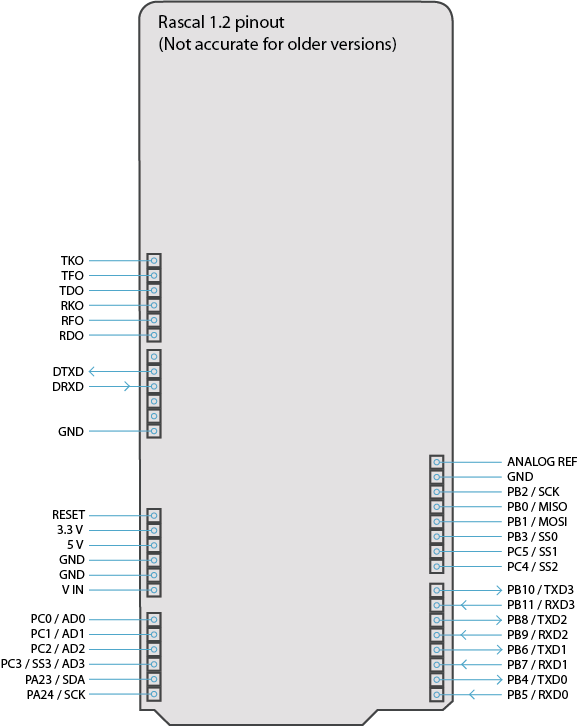 Rascal 1.2 pinout
(Not accurate for older versions)
TKO
TFO
TDO
RKO
RFO
RDO
DTXD
DRXD
GND
RESET
3.3 V
5 V
GND
GND
V IN
PC0 / AD0
PC1 / AD1
PC2 / AD2
PC3 / SS3 / AD3
PA23 / SDA
PA24 / SCK
ANALOG REF
GND
PB2 / SCK
PB0 / MISO
PB1 / MOSI
PB3 / SS0
PC5 / SS1
PC4 / SS2
PB10 / TXD3
PB11 / RXD3
PB8 / TXD2
PB9 / RXD2
PB6 / TXD1
PB7 / RXD1
PB4 / TXD0
PB5 / RXD0